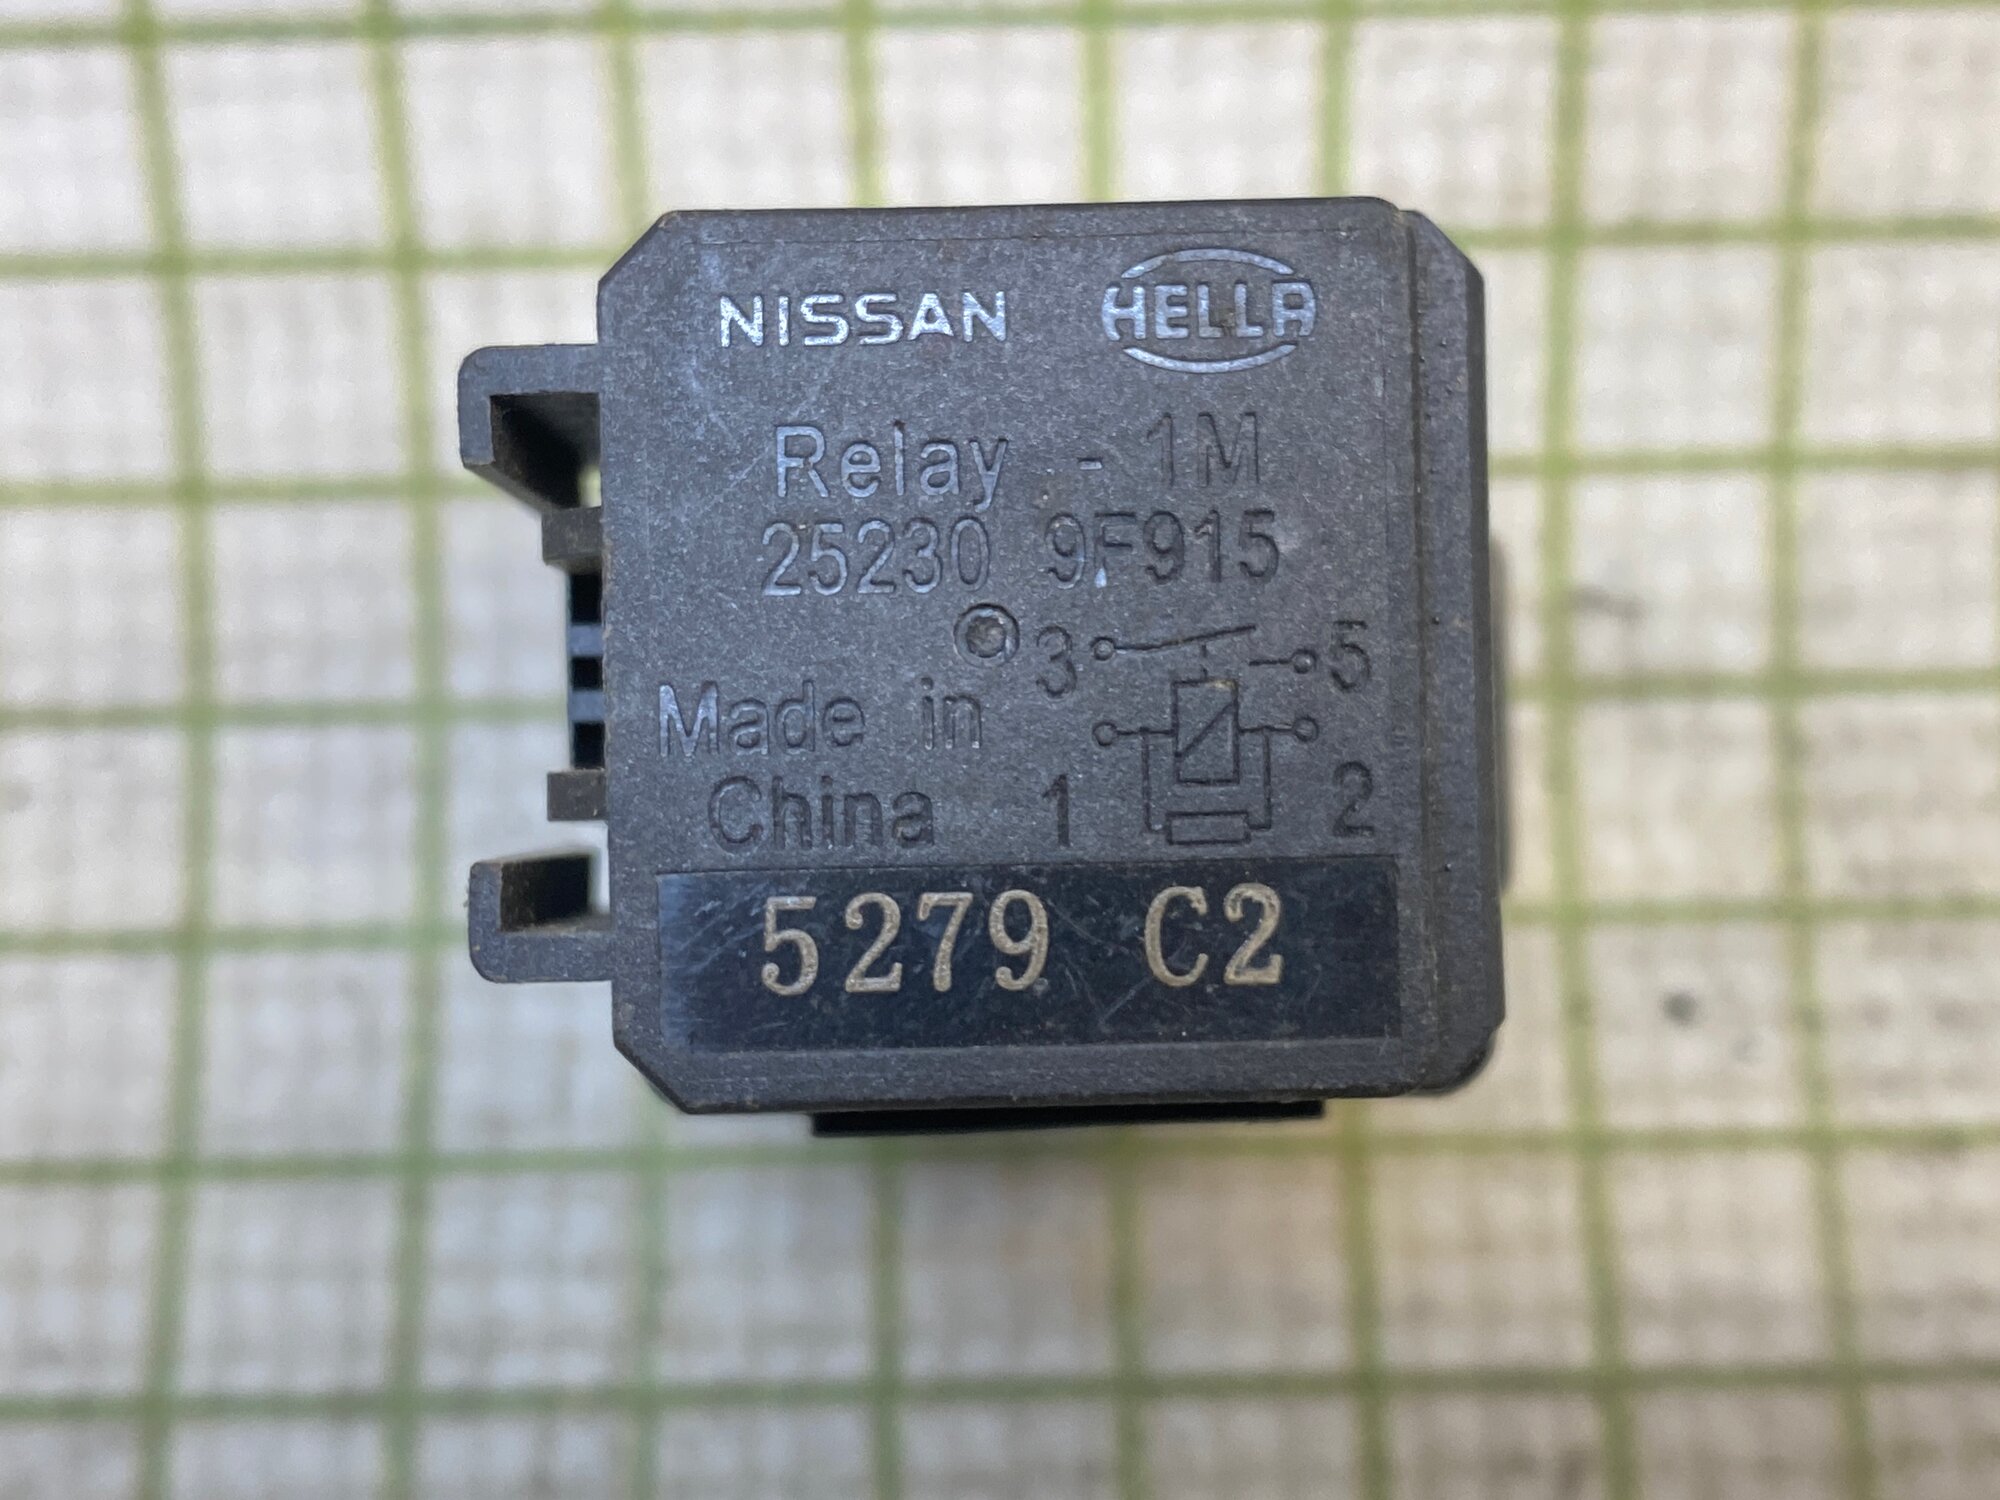 NISSAN HELLA
Relay - 1M
25230 9F915
3 5
Made in
China 1 2
5279 C2